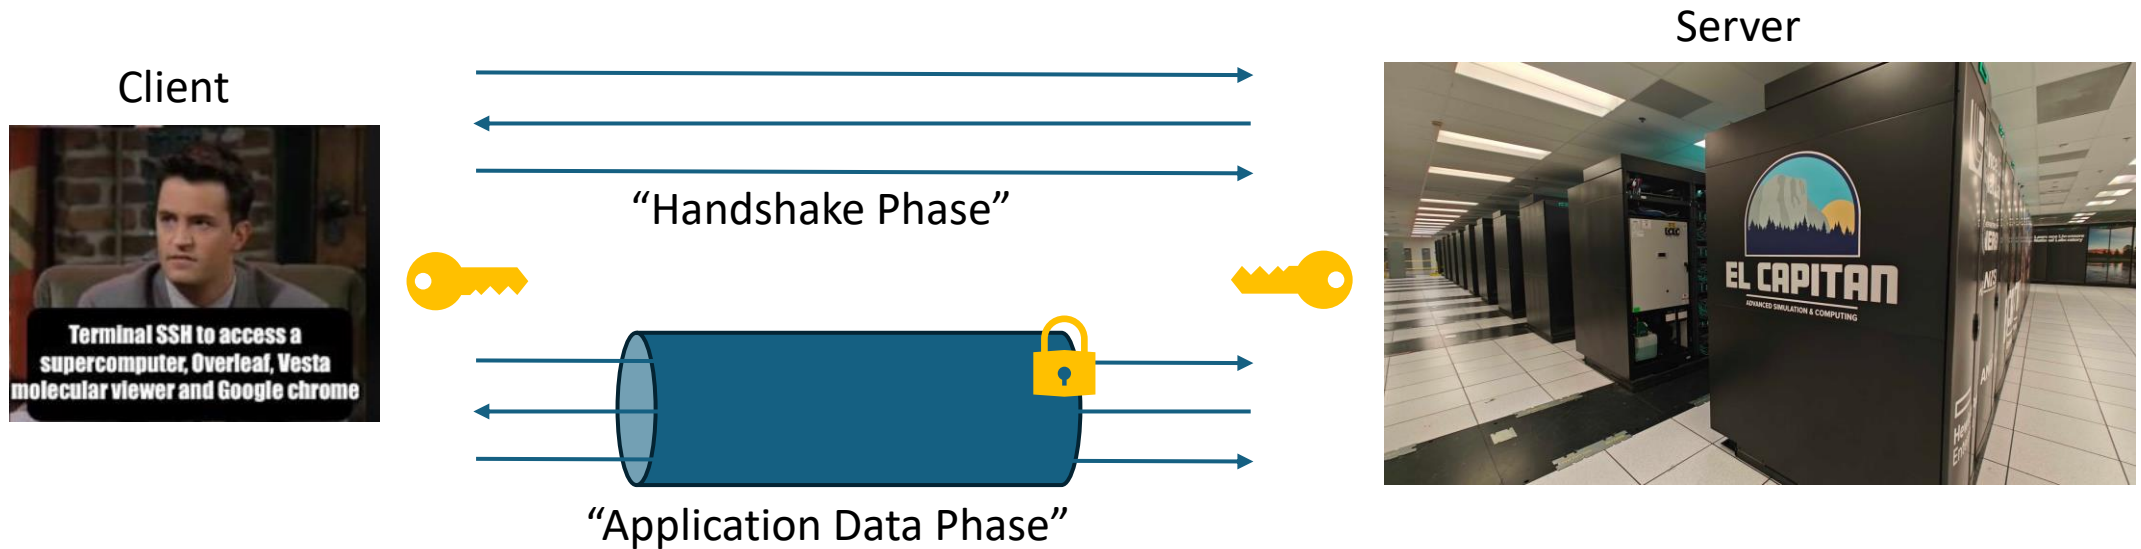 Server
Client
“Handshake Phase”
Terminal SSH to access a
supercomputer, Overleaf, Vesta
molecular viewer and Google chrome
EL CAPITAN
ADVANCED SIMULATION & COMPUTING
“Application Data Phase”